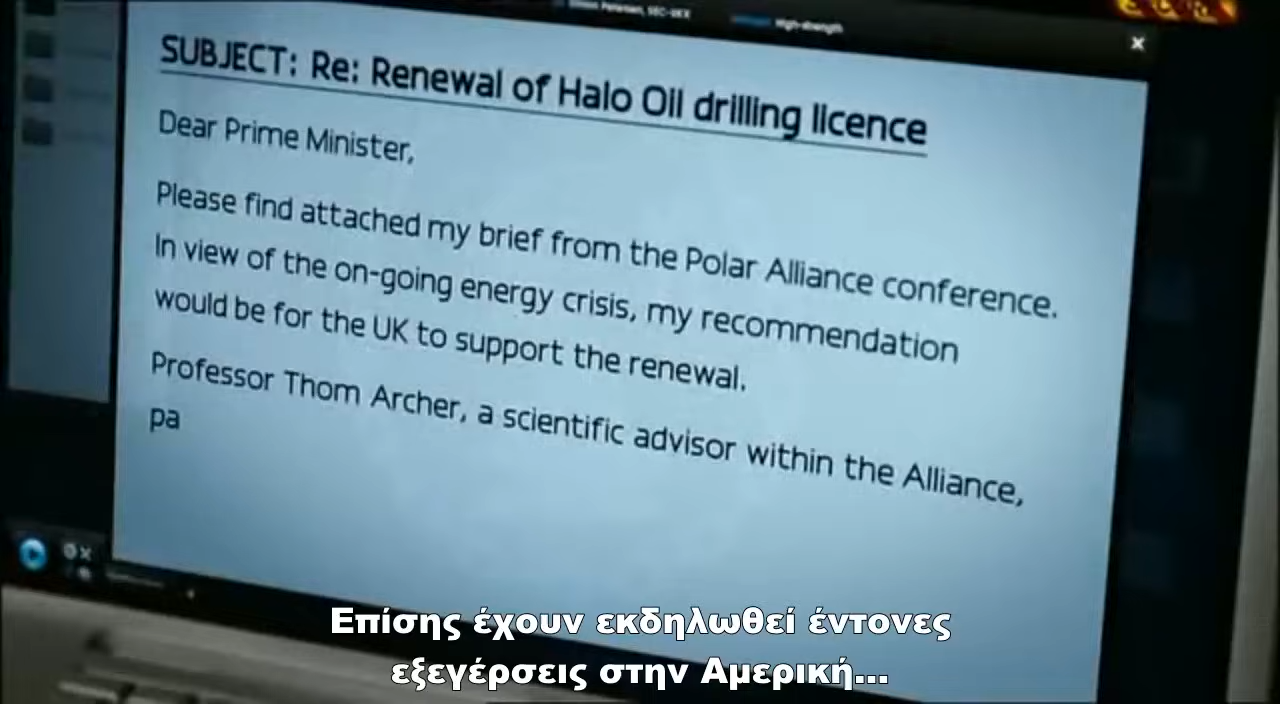 High-strength
SUBJECT: Re: Renewal of Halo Oil drilling licence
Dear Prime Minister,
Please find attached my brief from the Polar Alliance conference.
In view of the on-going energy crisis, my recommendation
would be for the UK to support the renewal.
Professor Thom Archer, a scientific advisor within the Alliance,
pa
Επίσης έχουν εκδηλωθεί έντονες
εξεγέρσεις στην Αμερική...